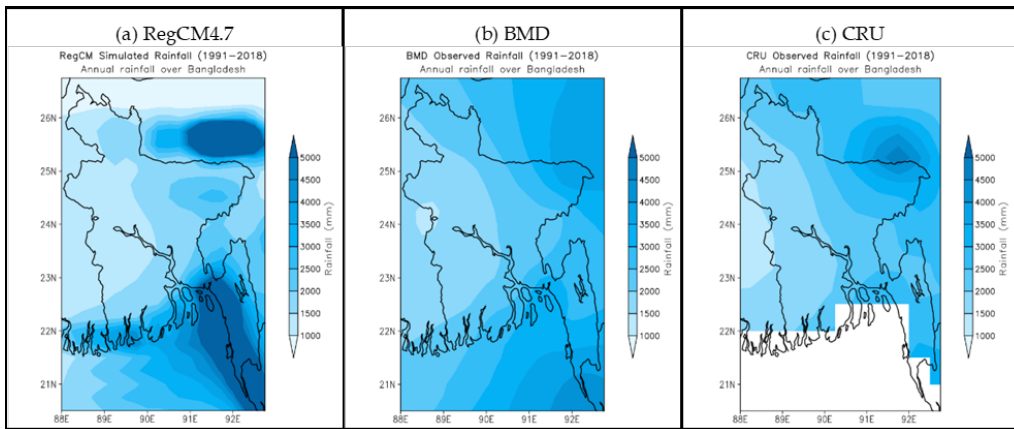 (a) RegCM4.7
RegCM Simulated Rainfall (1991−2018)
Annual rainfall over Bangladesh
26N
25N
24N
23N
22N
21N
88E
89E
90E
91E
92E
5000
4500
4000
3500
3000
2500
2000
1500
1000
Rainfall (mm)
(b) BMD
BMD Observed Rainfall (1991−2018)
Annual rainfall over Bangladesh
26N
25N
24N
23N
22N
21N
88E
89E
90E
91E
92E
5000
4500
4000
3500
3000
2500
2000
1500
1000
Rainfall (mm)
(c) CRU
CRU Observed Rainfall (1991−2018)
Annual rainfall over Bangladesh
26N
25N
24N
23N
22N
21N
88E
89E
90E
91E
92E
5000
4500
4000
3500
3000
2500
2000
1500
1000
Rainfall (mm)